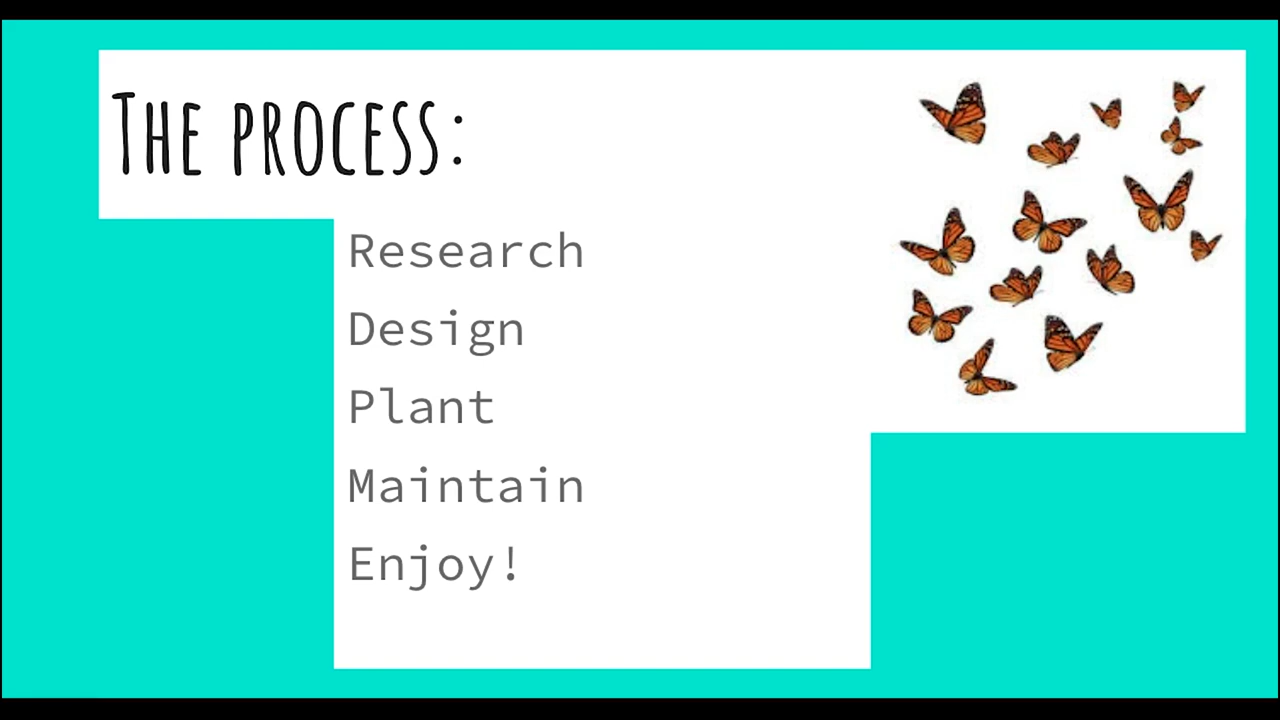 The process:
Research
Design
Plant
Maintain
Enjoy!